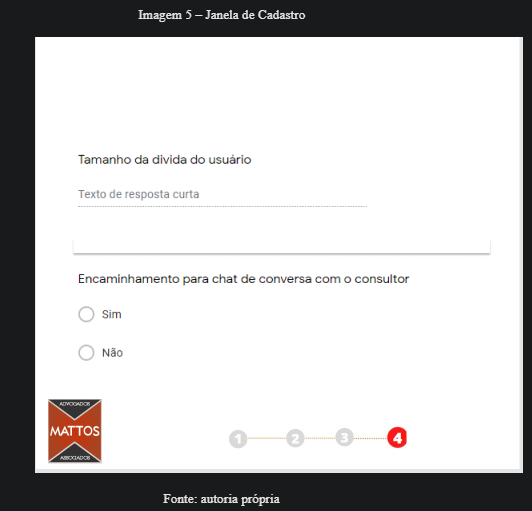 Imagem 5 – Janela de Cadastro
Tamanho da divida do usuário
Texto de resposta curta
Encaminhamento para chat de conversa com o consultor
Sim
Não
ADVOGADOS
MATTOS
ASSOCIADOS
1 2 3 4
Fonte: autoria própria